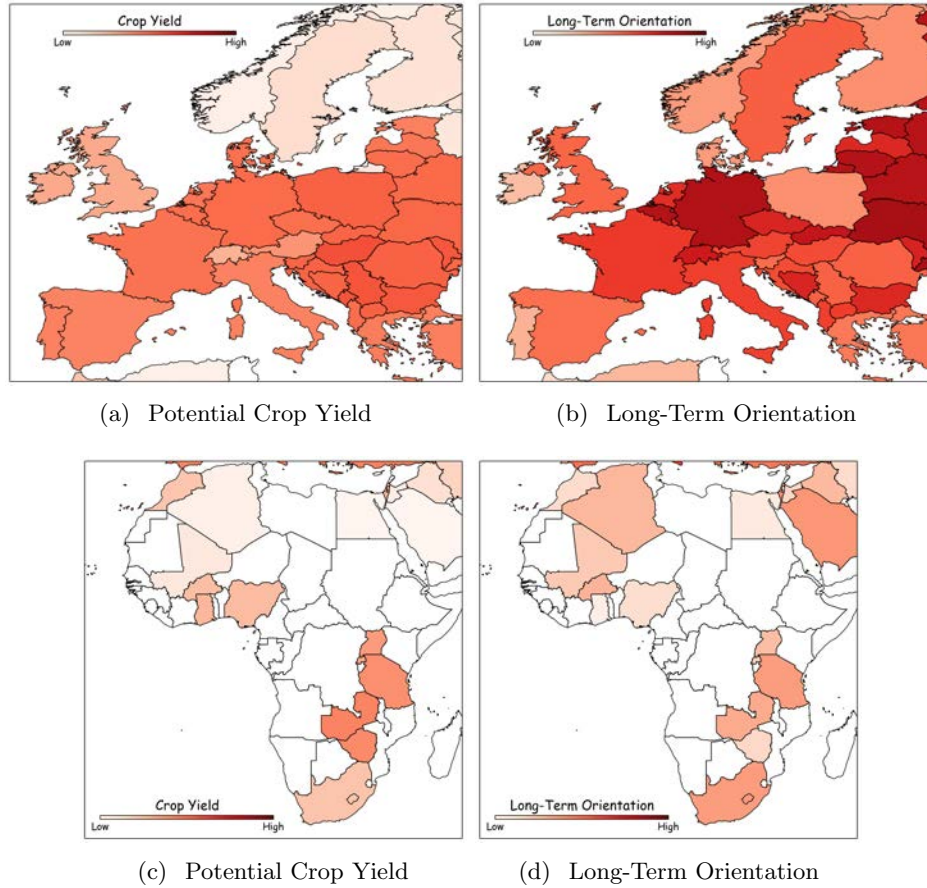 Crop Yield
Low High
Long-Term Orientation
Low High
(a) Potential Crop Yield
(b) Long-Term Orientation
Crop Yield
Low High
Long-Term Orientation
Low High
(c) Potential Crop Yield
(d) Long-Term Orientation